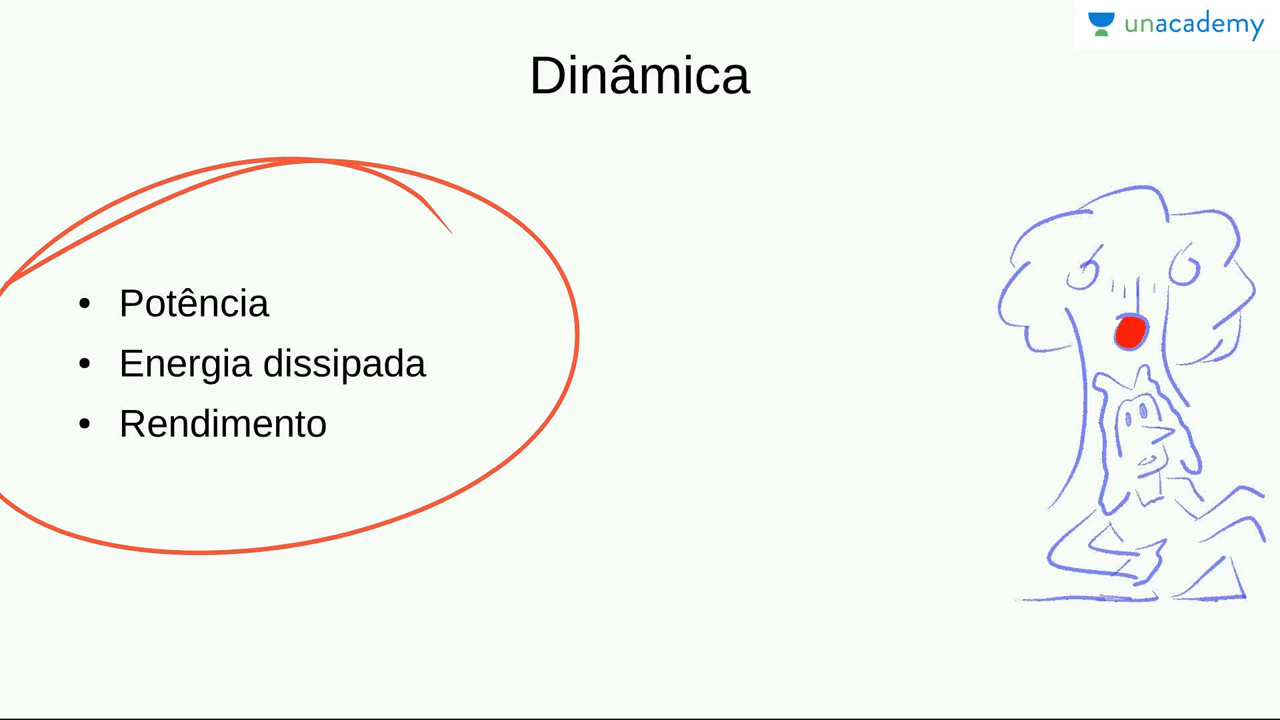 unacademy
Dinâmica
• Potência
• Energia dissipada
• Rendimento